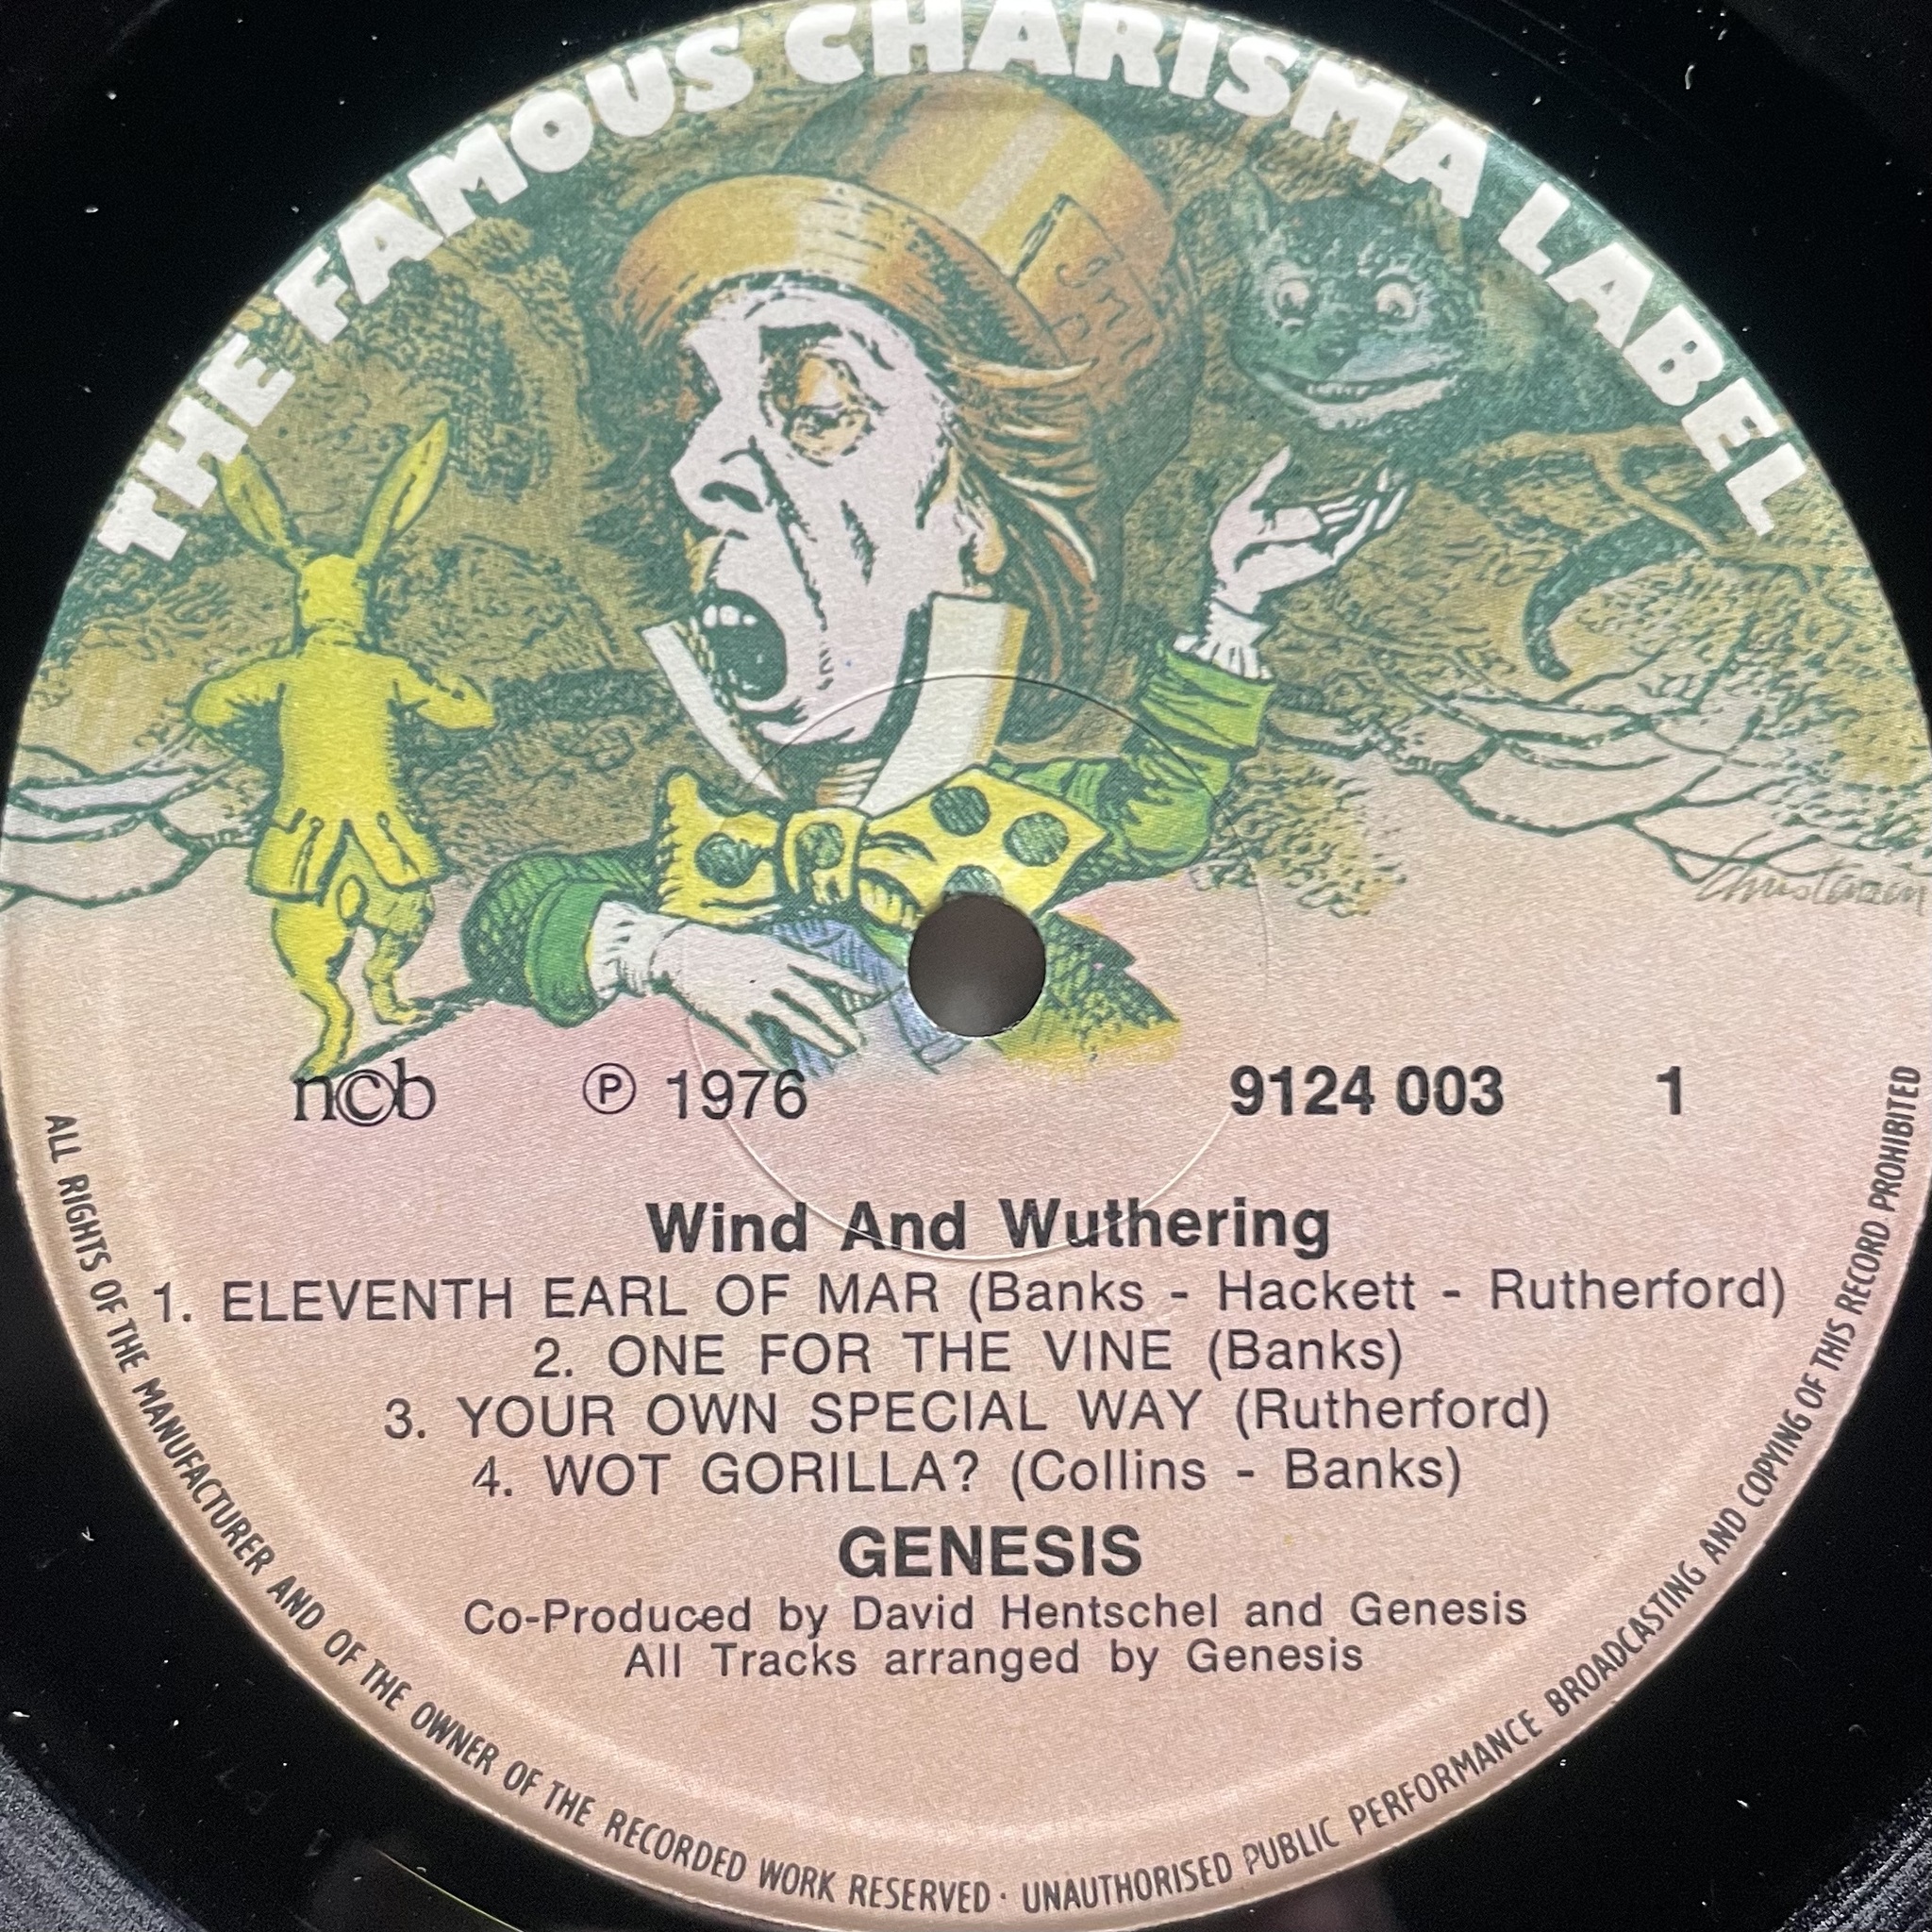 THE FAMOUS CHARISMA LABEL
n©b ℗ 1976 9124 003 1
Wind And Wuthering
1. ELEVENTH EARL OF MAR (Banks - Hackett - Rutherford)
2. ONE FOR THE VINE (Banks)
3. YOUR OWN SPECIAL WAY (Rutherford)
4. WOT GORILLA? (Collins - Banks)
GENESIS
Co-Produced by David Hentschel and Genesis
All Tracks arranged by Genesis
ALL RIGHTS OF THE MANUFACTURER AND OF THE OWNER OF THE RECORDED WORK RESERVED · UNAUTHORISED PUBLIC PERFORMANCE BROADCASTING AND COPYING OF THIS RECORD PROHIBITED